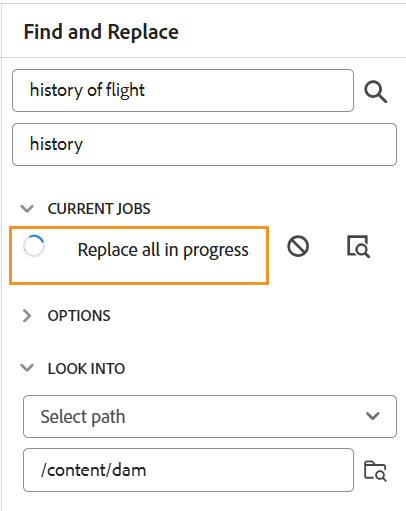 Find and Replace
history of flight
history
CURRENT JOBS
Replace all in progress
OPTIONS
LOOK INTO
Select path
/content/dam